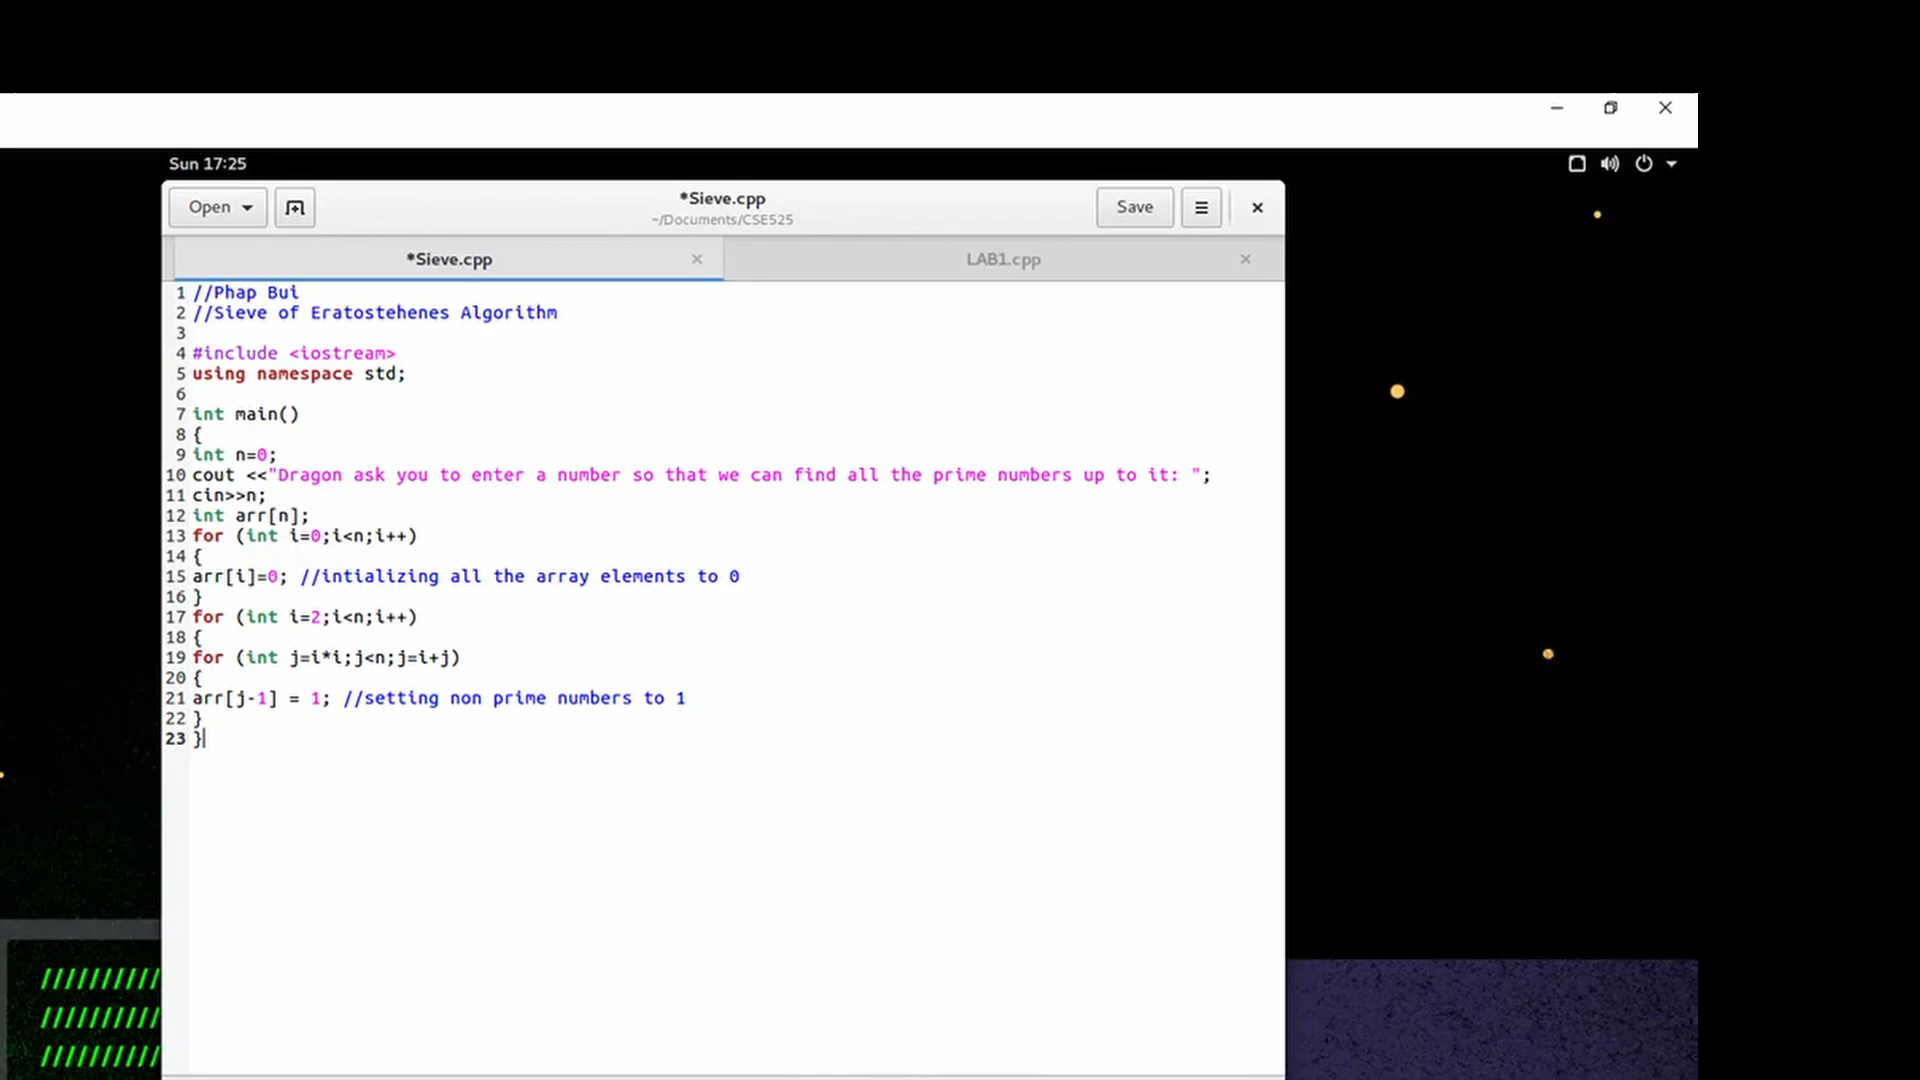 Sun 17:25
Open
*Sieve.cpp
~/Documents/CSE525
Save
*Sieve.cpp
LAB1.cpp
1 //Phap Bui
2 //Sieve of Eratostehenes Algorithm
3
4 #include <iostream>
5 using namespace std;
6
7 int main()
8 {
9 int n=0;
10 cout <<"Dragon ask you to enter a number so that we can find all the prime numbers up to it: ";
11 cin>>n;
12 int arr[n];
13 for (int i=0;i<n;i++)
14 {
15 arr[i]=0; //intializing all the array elements to 0
16 }
17 for (int i=2;i<n;i++)
18 {
19 for (int j=i*i;j<n;j=i+j)
20 {
21 arr[j-1] = 1; //setting non prime numbers to 1
22 }
23 }
//////////
//////////
//////////